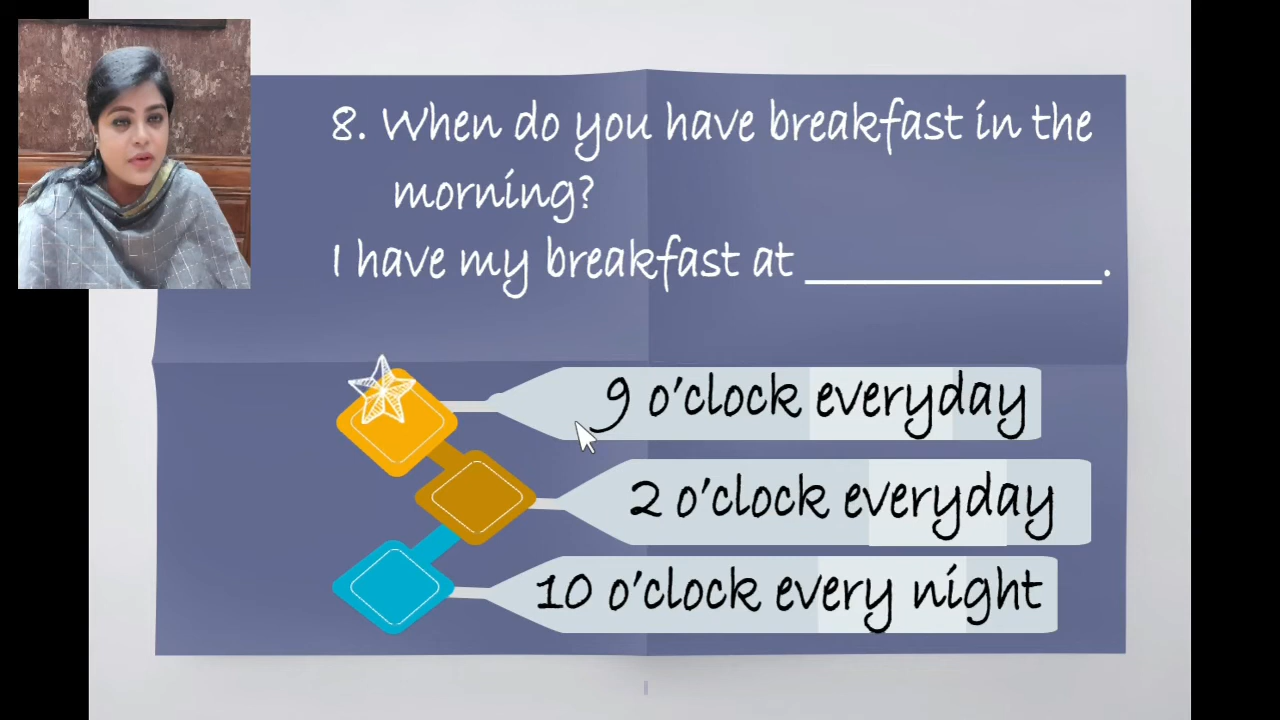 8. When do you have breakfast in the
morning?
I have my breakfast at ____________.
9 o'clock everyday
2 o'clock everyday
10 o'clock every night